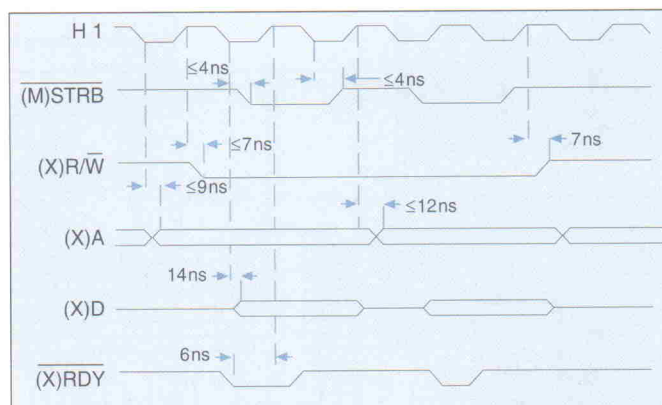 H 1
≤4ns
≤4ns
(M)STRB
≤7ns
7ns
(X)R/W
≤9ns
≤12ns
(X)A
14ns
(X)D
6ns
(X)RDY